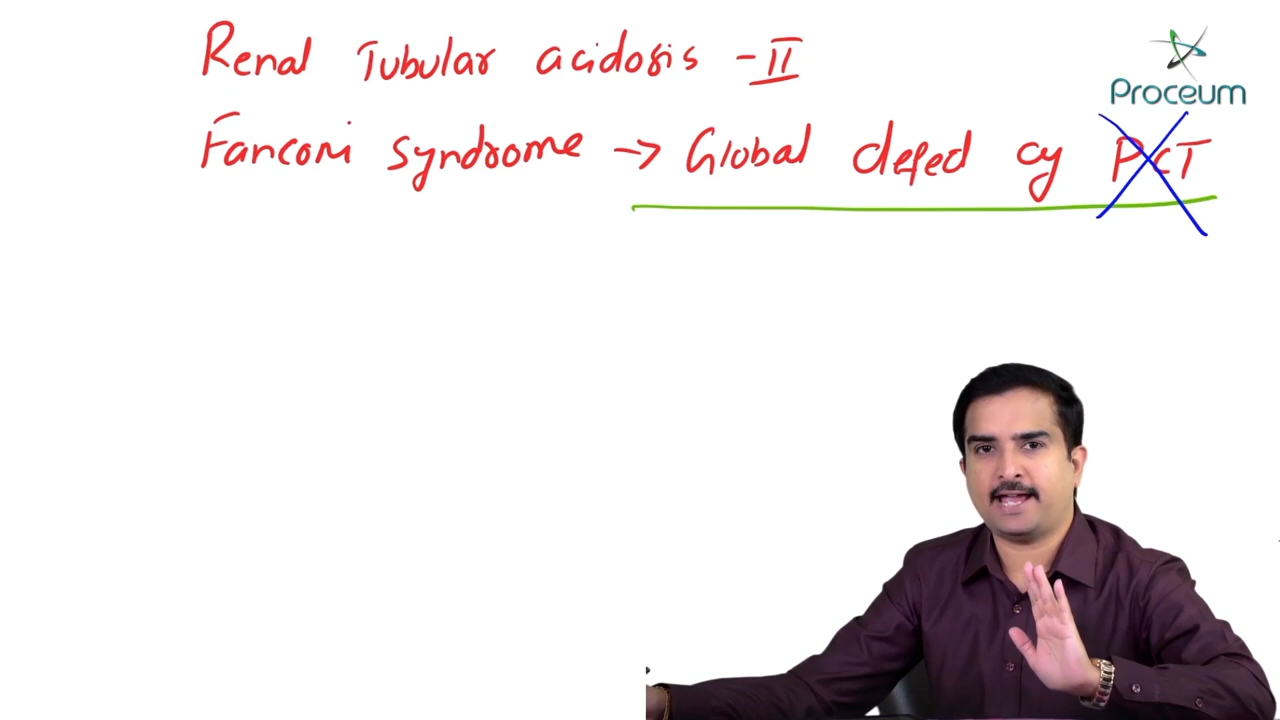 Renal Tubular acidosis - II
Proceum
Fanconi syndrome → Global defect of PCT